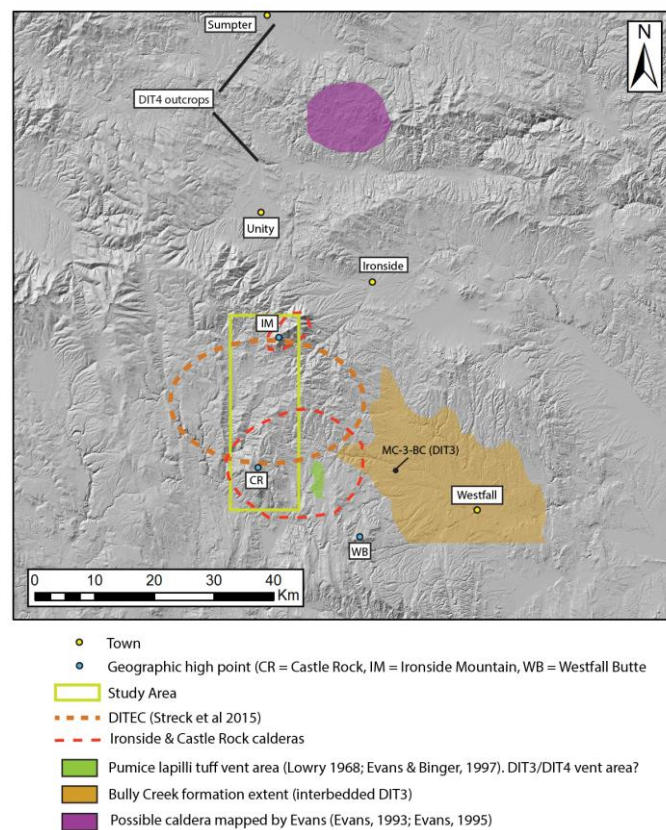 Sumpter
N
DIT4 outcrops
Unity
Ironside
IM
MC-3-BC (DIT3)
CR
Westfall
WB
0 10 20 30 40
Km
Town
Geographic high point (CR = Castle Rock, IM = Ironside Mountain, WB = Westfall Butte
Study Area
DITEC (Streck et al 2015)
Ironside & Castle Rock calderas
Pumice lapilli tuff vent area (Lowry 1968; Evans & Binger, 1997). DIT3/DIT4 vent area?
Bully Creek formation extent (interbedded DIT3)
Possible caldera mapped by Evans (Evans, 1993; Evans, 1995)